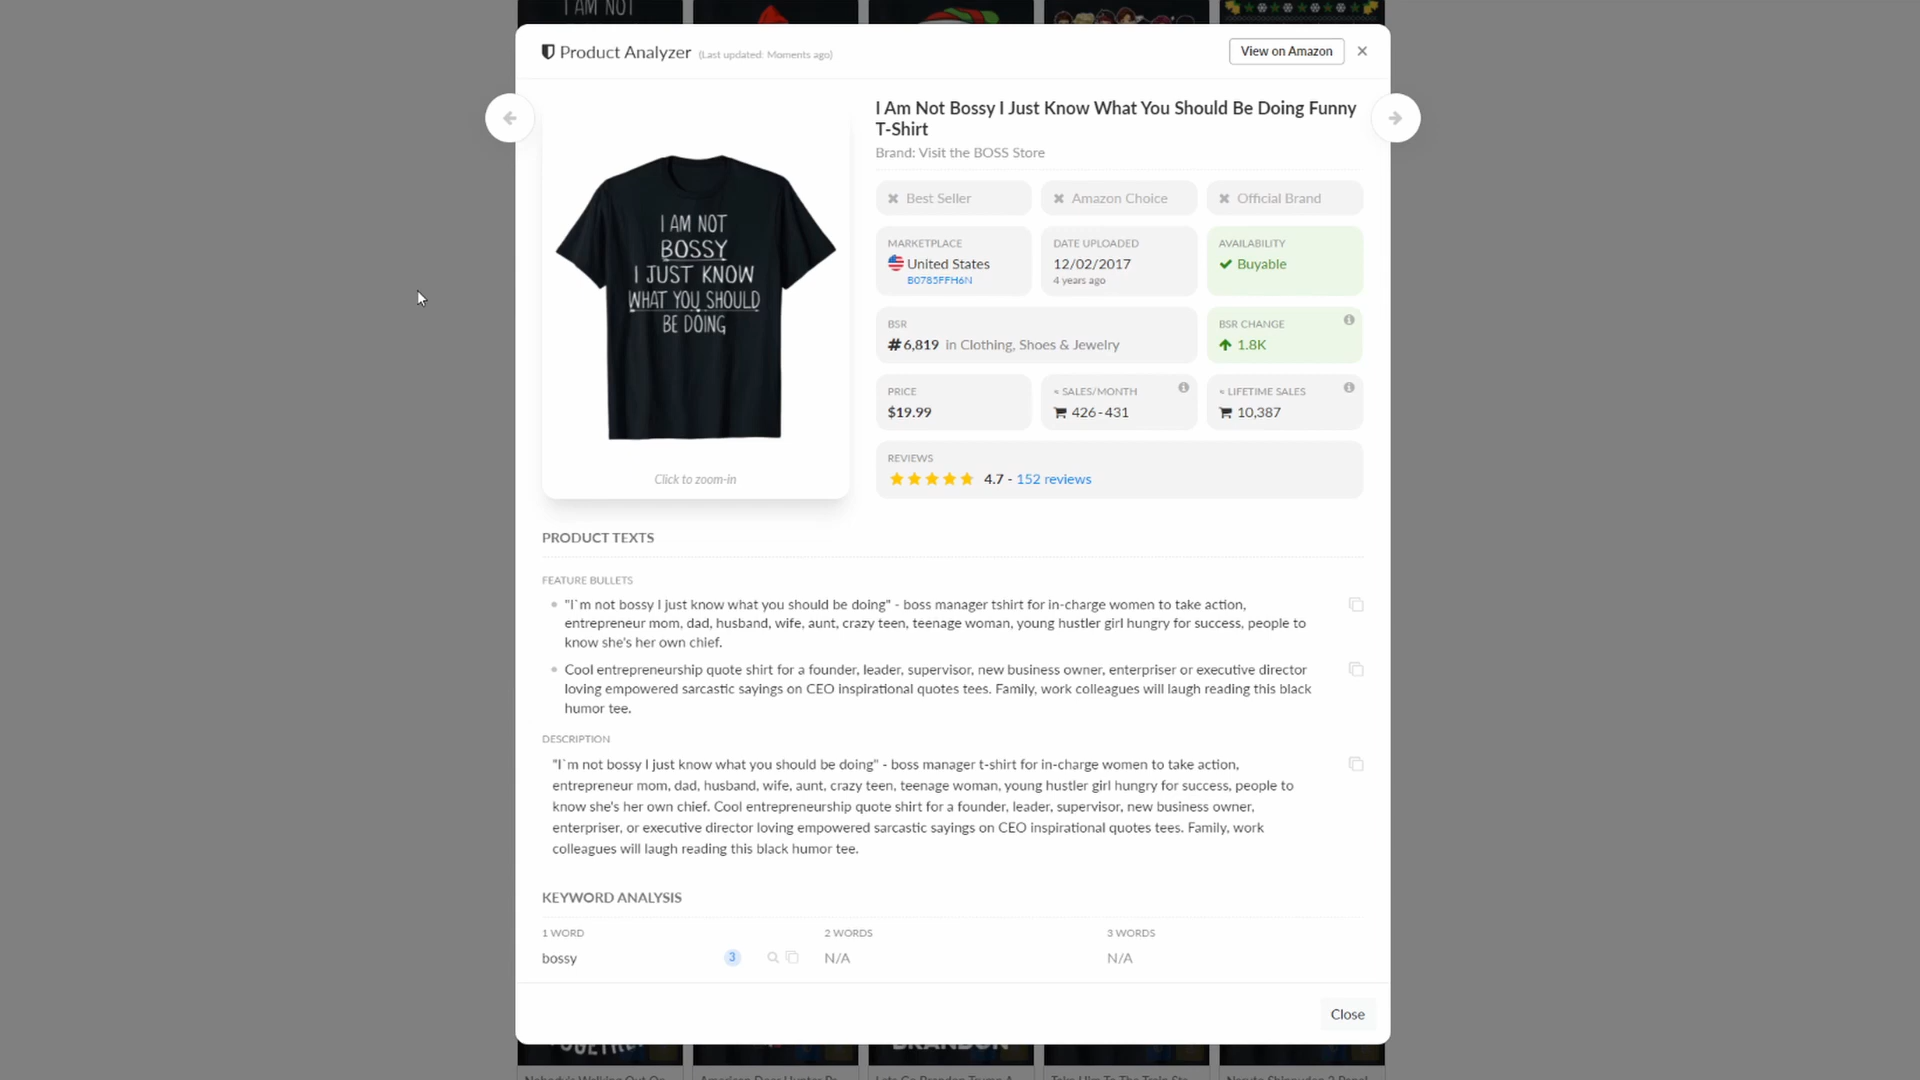 I AM NOT
Product Analyzer (Last updated: Moments ago)
View on Amazon
I Am Not Bossy I Just Know What You Should Be Doing Funny
T-Shirt
Brand: Visit the BOSS Store
Best Seller
Amazon Choice
Official Brand
MARKETPLACE
United States
B0785FFH6N
DATE UPLOADED
12/02/2017
4 years ago
AVAILABILITY
Buyable
BSR
#6,819 in Clothing, Shoes & Jewelry
BSR CHANGE
1.8K
PRICE
$19.99
≈ SALES/MONTH
426-431
≈ LIFETIME SALES
10,387
REVIEWS
4.7 - 152 reviews
I AM NOT
BOSSY
I JUST KNOW
WHAT YOU SHOULD
BE DOING
Click to zoom-in
PRODUCT TEXTS
FEATURE BULLETS
"I`m not bossy I just know what you should be doing" - boss manager tshirt for in-charge women to take action,
entrepreneur mom, dad, husband, wife, aunt, crazy teen, teenage woman, young hustler girl hungry for success, people to
know she's her own chief.
Cool entrepreneurship quote shirt for a founder, leader, supervisor, new business owner, enterpriser or executive director
loving empowered sarcastic sayings on CEO inspirational quotes tees. Family, work colleagues will laugh reading this black
humor tee.
DESCRIPTION
"I`m not bossy I just know what you should be doing" - boss manager t-shirt for in-charge women to take action,
entrepreneur mom, dad, husband, wife, aunt, crazy teen, teenage woman, young hustler girl hungry for success, people to
know she's her own chief. Cool entrepreneurship quote shirt for a founder, leader, supervisor, new business owner,
enterpriser, or executive director loving empowered sarcastic sayings on CEO inspirational quotes tees. Family, work
colleagues will laugh reading this black humor tee.
KEYWORD ANALYSIS
1 WORD
2 WORDS
3 WORDS
bossy 3
N/A
N/A
Close